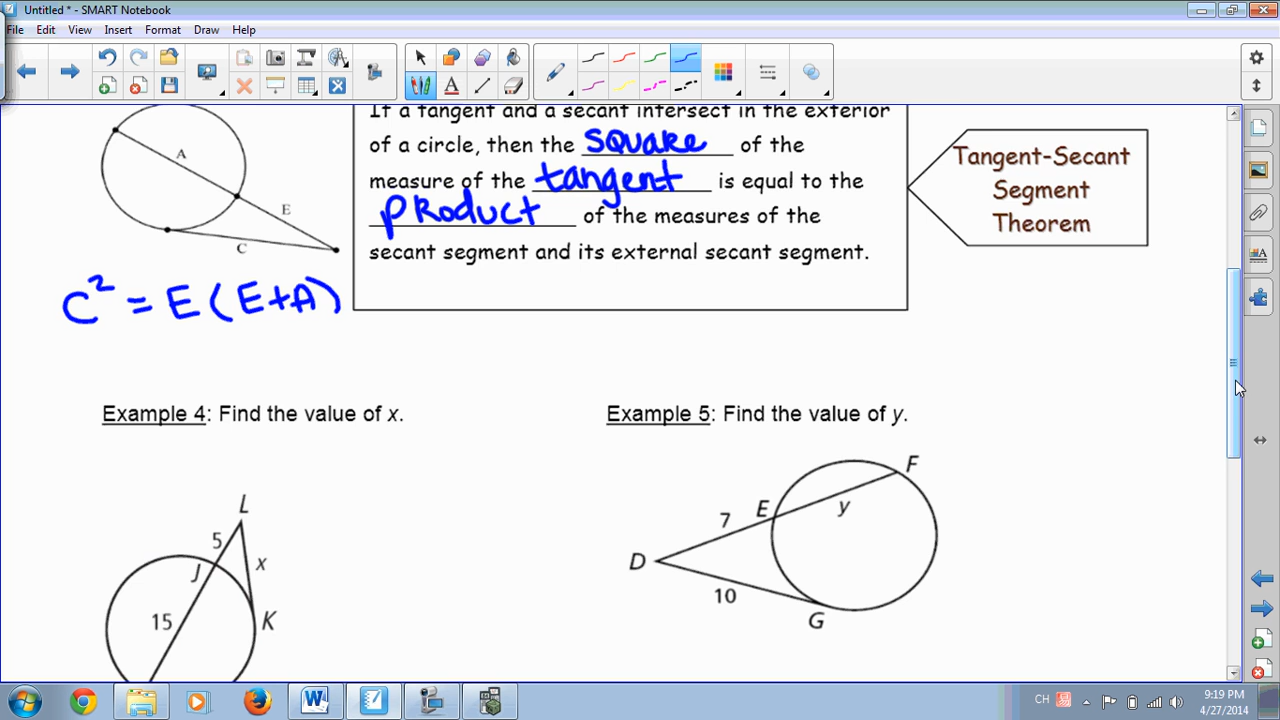 Untitled * - SMART Notebook
File Edit View Insert Format Draw Help
If a tangent and a secant intersect in the exterior
of a circle, then the square of the
measure of the tangent is equal to the
product of the measures of the
secant segment and its external secant segment.
Tangent-Secant
Segment
Theorem
A
E
C
C² = E(E+A)
Example 4: Find the value of x.
L
5
J
x
15
K
Example 5: Find the value of y.
F
E
7
y
D
10
G
CH
9:19 PM
4/27/2014